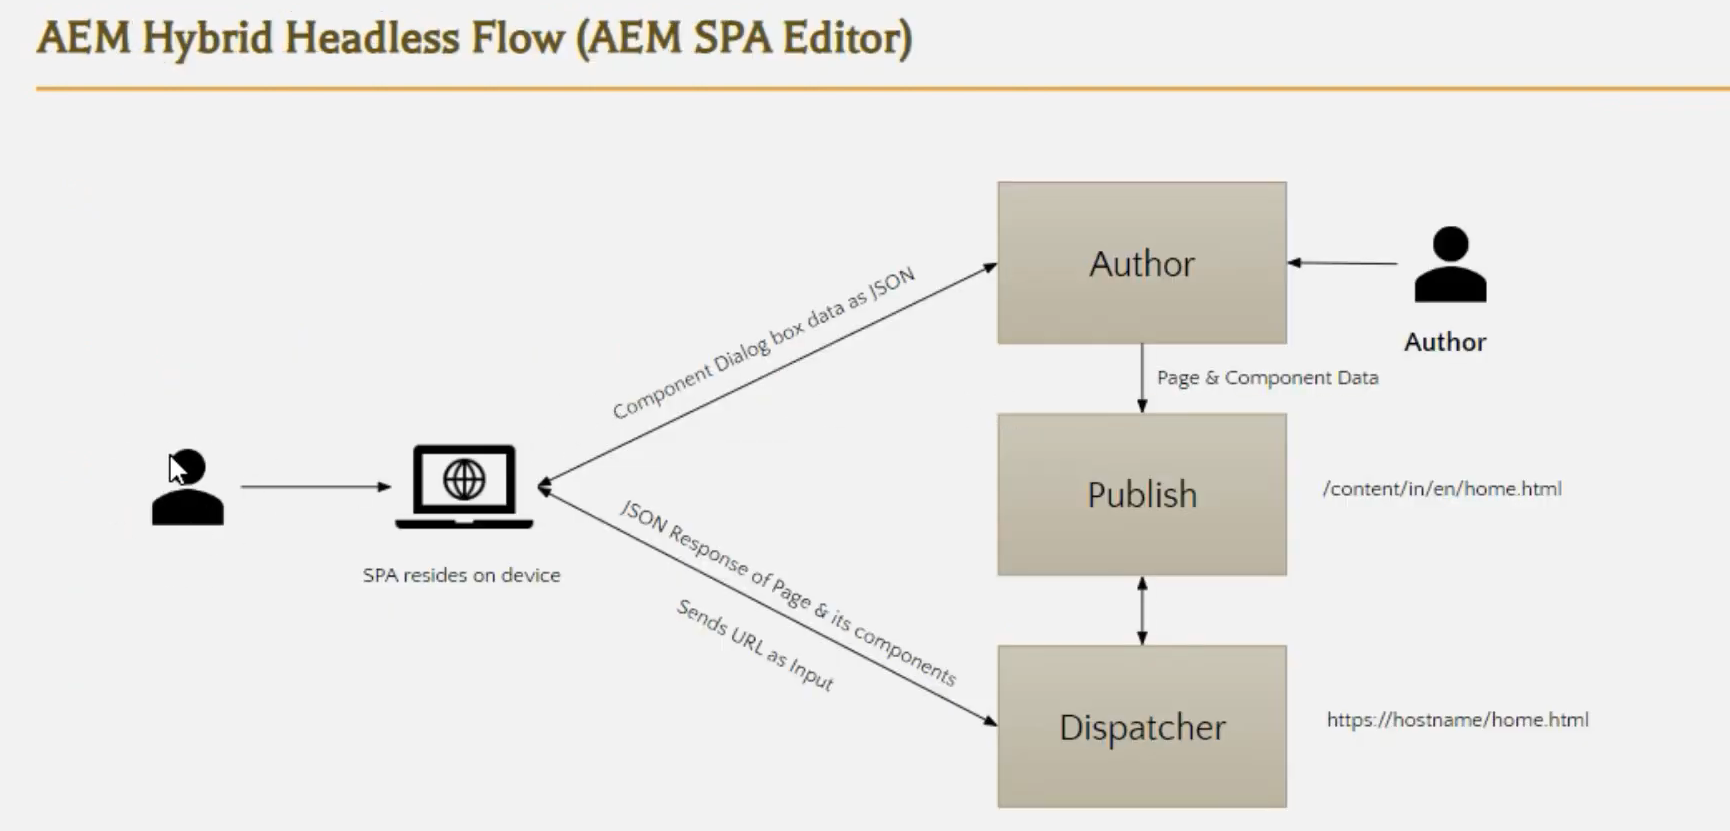 AEM Hybrid Headless Flow (AEM SPA Editor)
Author
Author
Component Dialog box data as JSON
Page & Component Data
Publish
/content/in/en/home.html
SPA resides on device
JSON Response of Page & its components
Sends URL as Input
Dispatcher
https://hostname/home.html